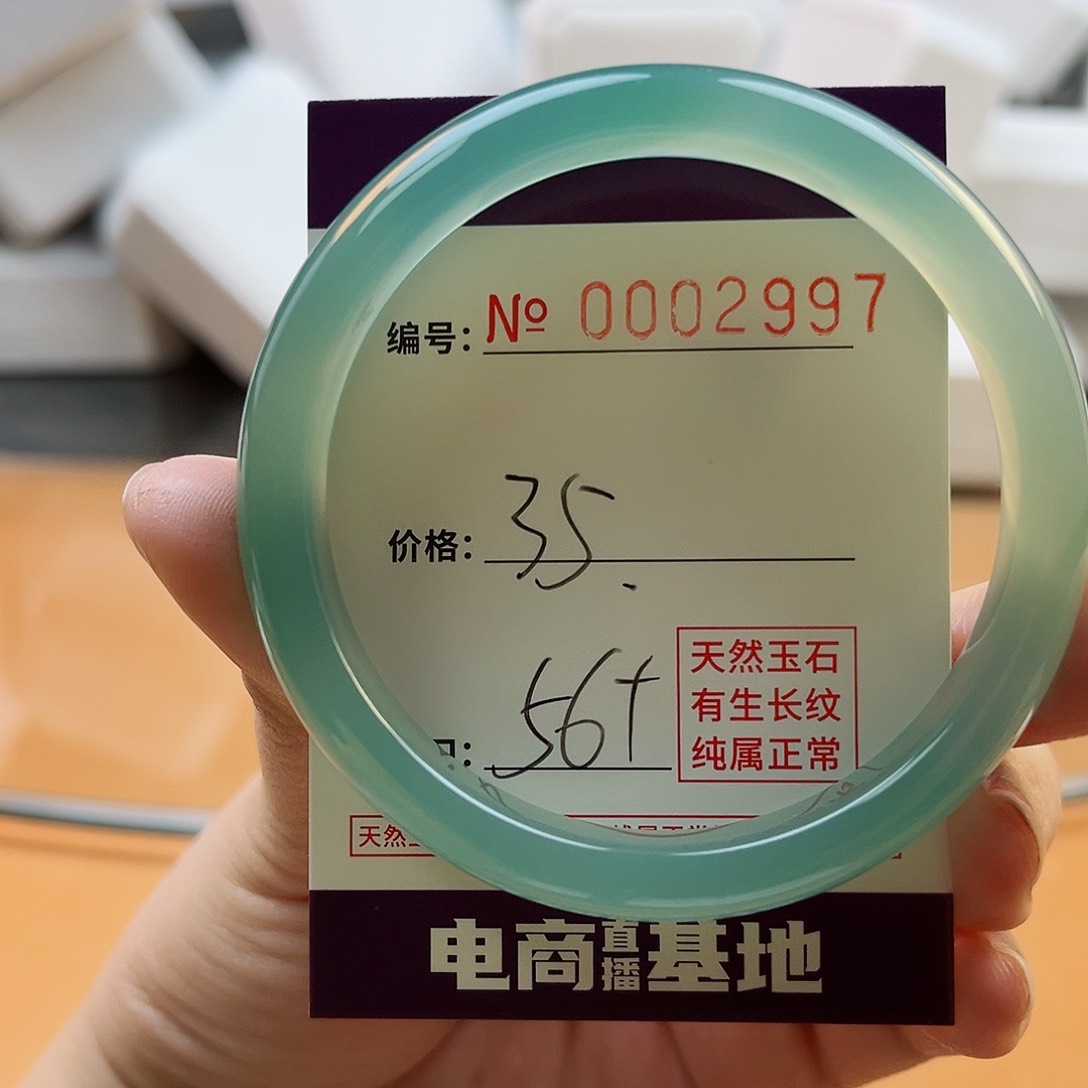 编号: № 0002997
价格: 35.
56+
天然玉石
有生长纹
纯属正常
天然
电商直播基地